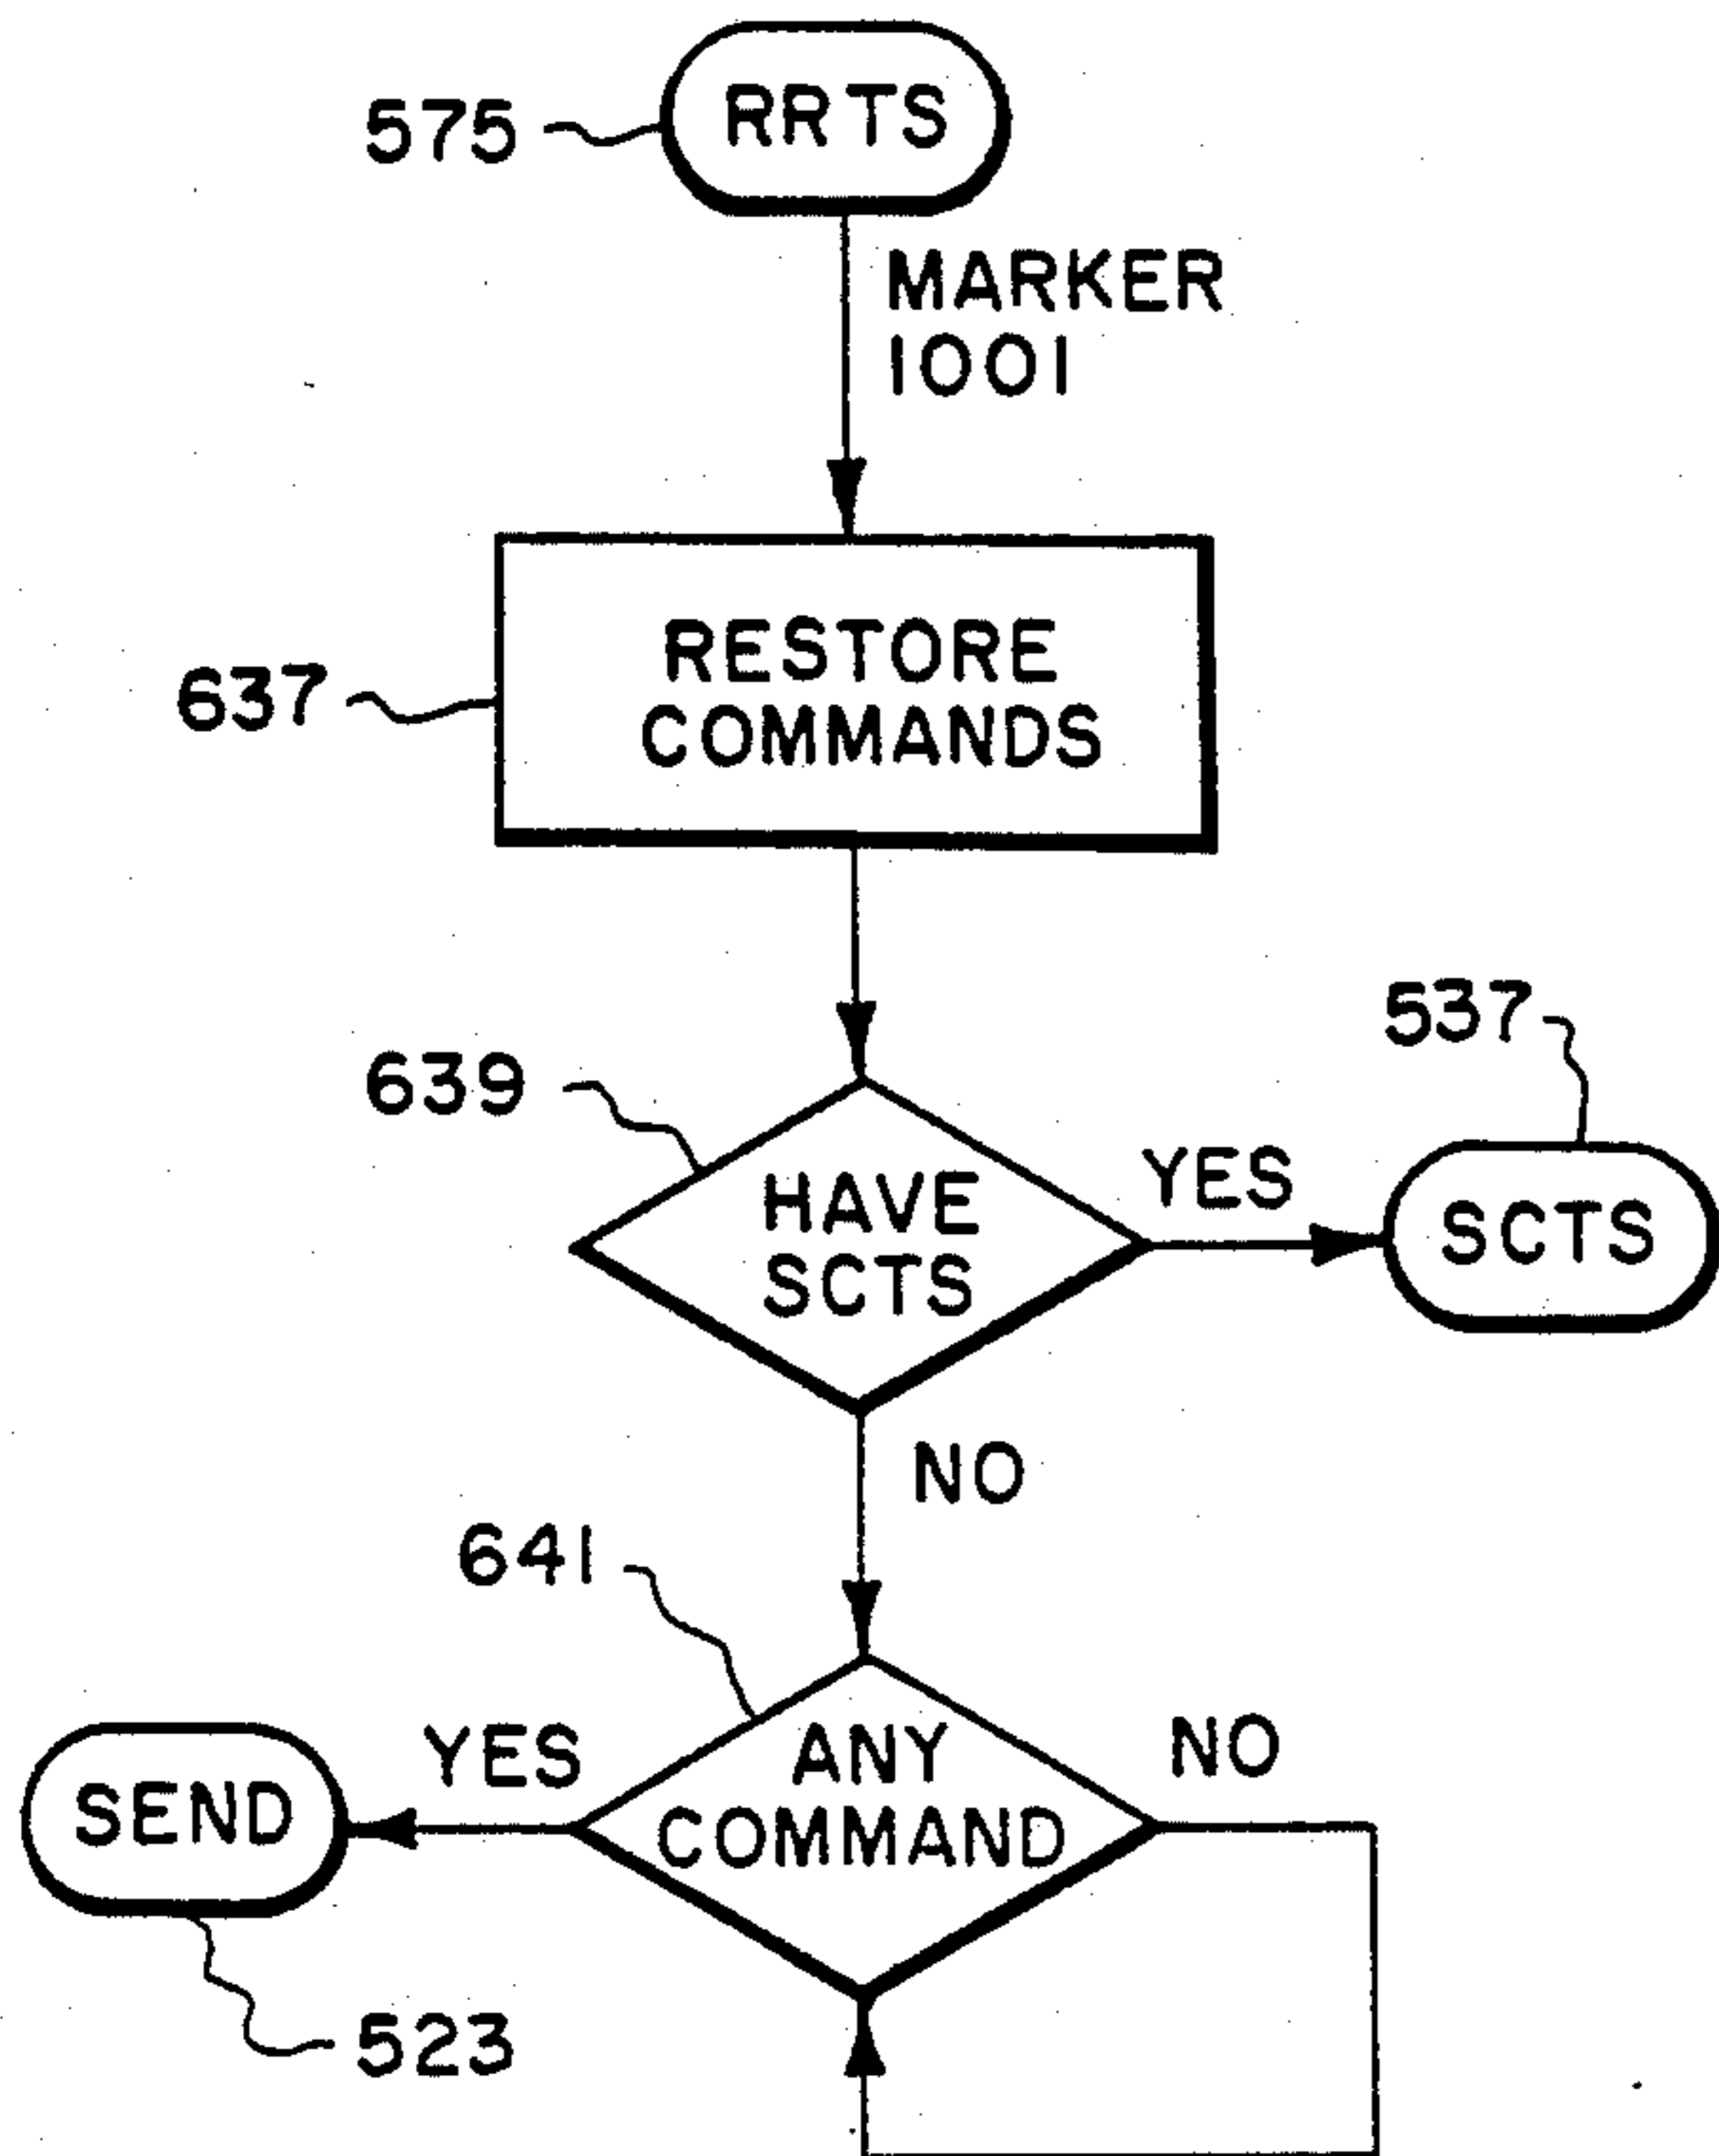 RRTS
575
MARKER
1001
RESTORE
COMMANDS
637
537
639
HAVE
SCTS
YES
SCTS
NO
641
YES
ANY
COMMAND
NO
SEND
523